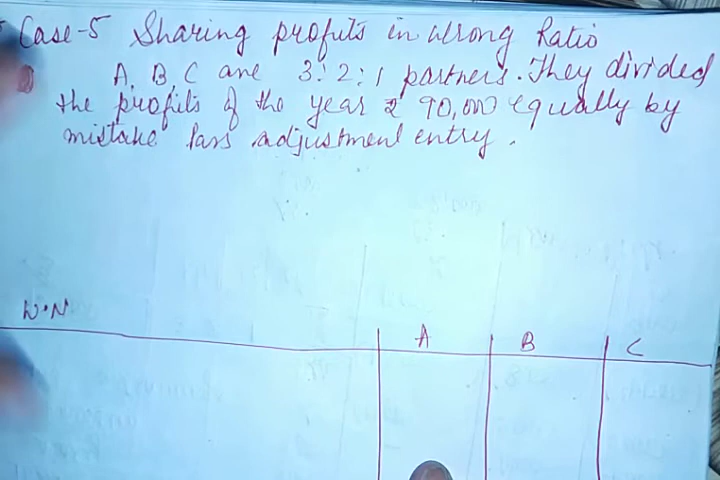 Case-5 Sharing profits in wrong Ratio
A, B, C are 3:2:1 partners. They divided
the profits of the year ₹ 90,000 equally by
mistake Pass adjustment entry.
W.N
A B C